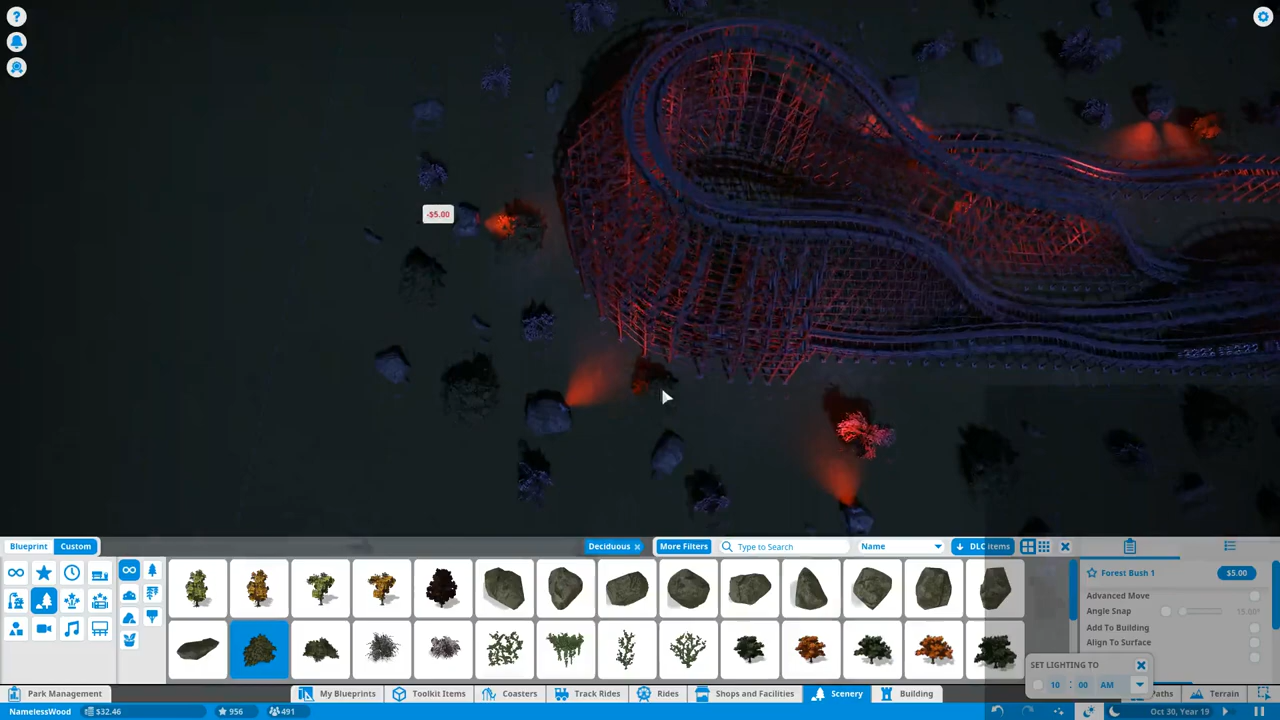 ?
-$5.00
Blueprint
Custom
Deciduous ×
More Filters
Type to Search
Name
DLC Items
Forest Bush 1
$5.00
Advanced Move
Angle Snap
15.00°
Add To Building
Align To Surface
SET LIGHTING TO
10 : 00 AM
Park Management
My Blueprints
Toolkit Items
Coasters
Track Rides
Rides
Shops and Facilities
Scenery
Building
Paths
Terrain
NamelessWood
$32.46
956
491
Oct 30, Year 19